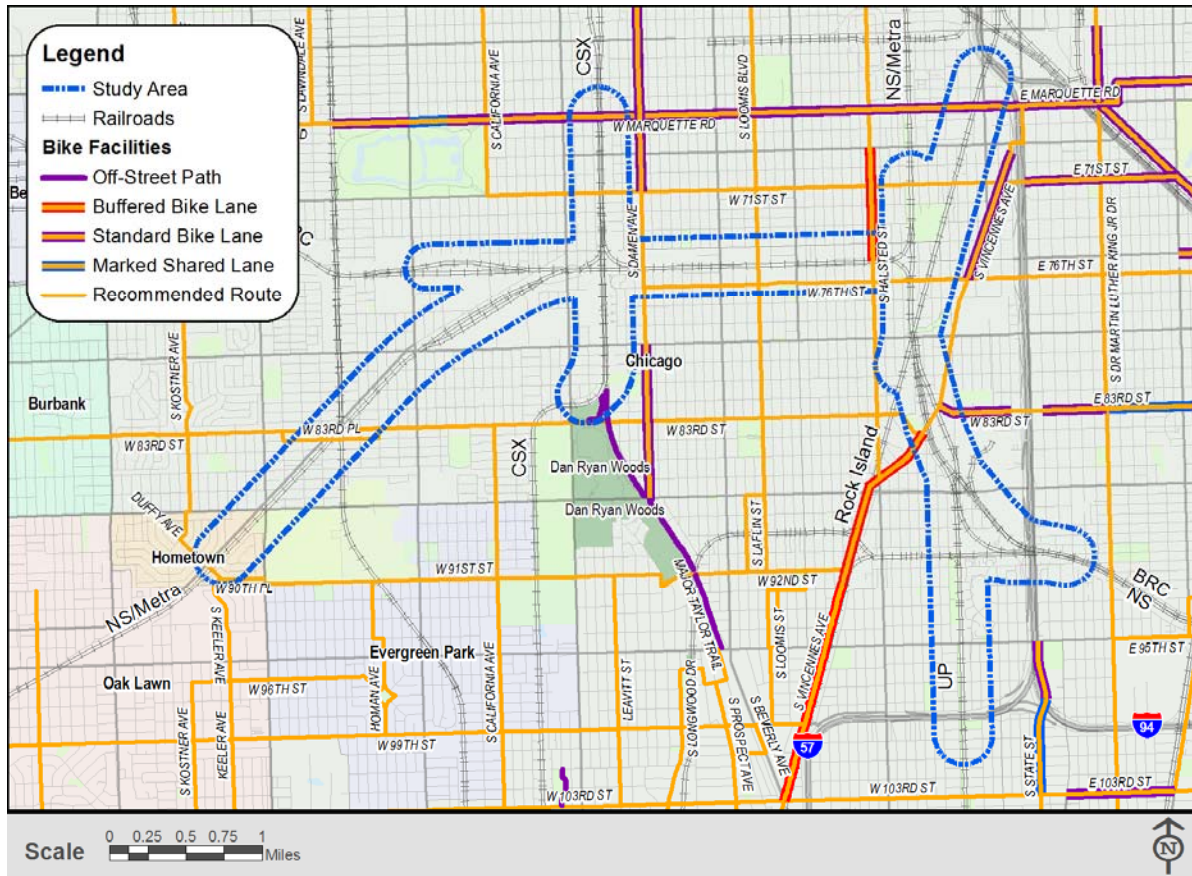 Legend
Study Area
Railroads
Bike Facilities
Off-Street Path
Buffered Bike Lane
Standard Bike Lane
Marked Shared Lane
Recommended Route
S LAWNDALE AVE
S CALIFORNIA AVE
CSX
S LOOMIS BLVD
NS/Metra
E MARQUETTE RD
W MARQUETTE RD
Be
W 71ST ST
E 71ST ST
S DAMEN AVE
S HALSTED ST
S VINCENNES AVE
S DR MARTIN LUTHER KING JR DR
E 76TH ST
W 76TH ST
Chicago
S KOSTNER AVE
Burbank
W 83RD ST
W 83RD PL
W 83RD ST
W 83RD ST
E 83RD ST
CSX
Dan Ryan Woods
Dan Ryan Woods
Rock Island
DUFFY AVE
Hometown
S LAFLIN ST
W 91ST ST
W 90TH PL
W 92ND ST
MAJOR TAYLOR TRAIL
BRC
NS
NS/Metra
S KEELER AVE
Evergreen Park
S LOOMIS ST
S VINCENNES AVE
E 95TH ST
Oak Lawn
W 96TH ST
HOMAN AVE
S CALIFORNIA AVE
LEAVITT ST
S LONGWOOD DR
S PROSPECT AVE
S BEVERLY AVE
UP
S KOSTNER AVE
KEELER AVE
W 99TH ST
57
94
S STATE ST
W 103RD ST
W 103RD ST
E 103RD ST
Scale
0 0.25 0.5 0.75 1
Miles
N